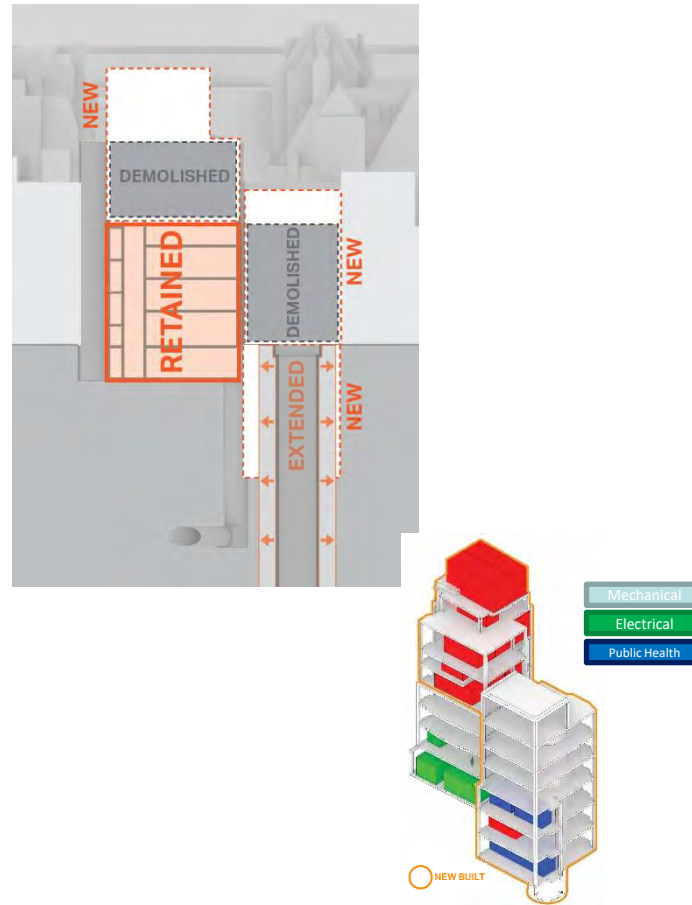 NEW
DEMOLISHED
RETAINED
DEMOLISHED
NEW
EXTENDED
NEW
Mechanical
Electrical
Public Health
NEW BUILT